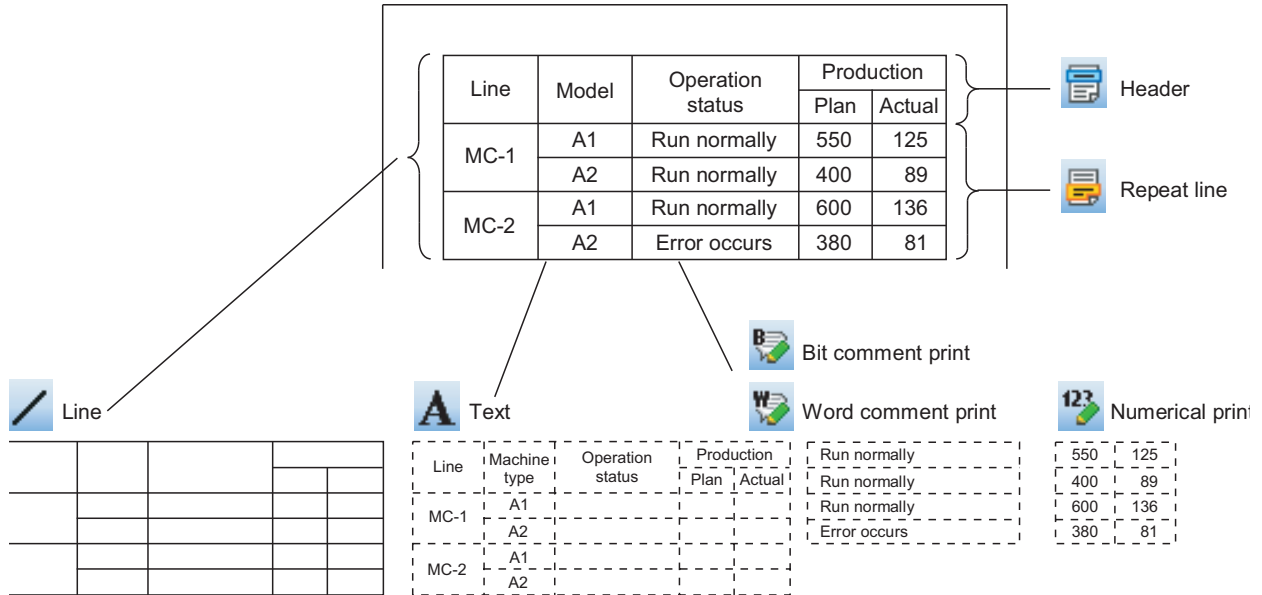 Line Model Operation status Production
Plan Actual
MC-1 A1 Run normally 550 125
A2 Run normally 400 89
MC-2 A1 Run normally 600 136
A2 Error occurs 380 81
Header
Repeat line
B
Bit comment print
Line
A Text
W
Word comment print
123
Numerical print
Line Machine type Operation status Production
Plan Actual
MC-1 A1
A2
MC-2 A1
A2
Run normally
Run normally
Run normally
Error occurs
550 125
400 89
600 136
380 81